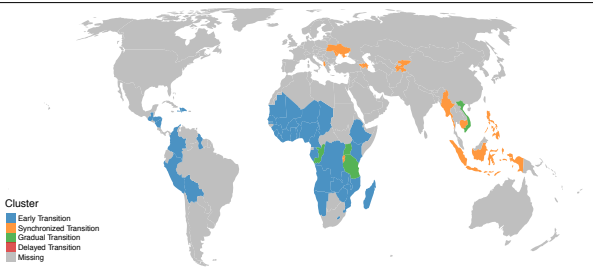 Cluster
Early Transition
Synchronized Transition
Gradual Transition
Delayed Transition
Missing